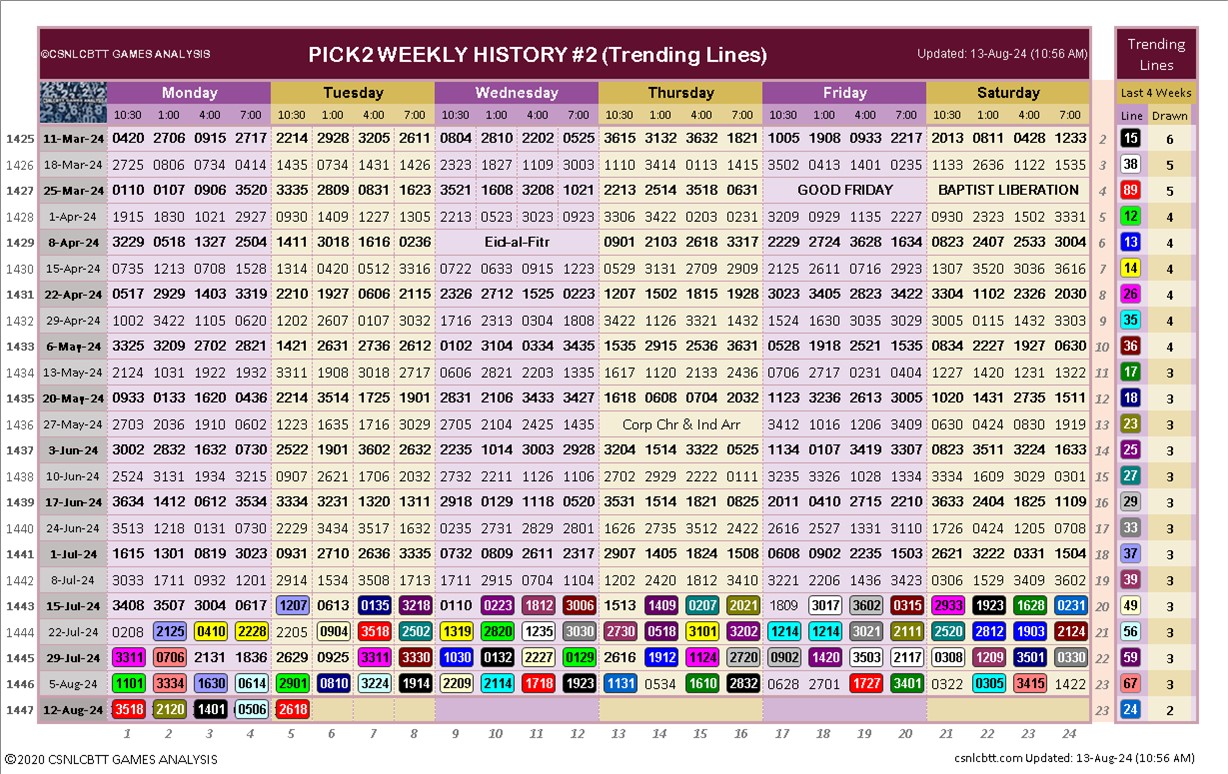 ©CSNLCBTT GAMES ANALYSIS PICK2 WEEKLY HISTORY #2 (Trending Lines) Updated: 13-Aug-24 (10:56 AM) Trending Lines
Monday Tuesday Wednesday Thursday Friday Saturday Last 4 Weeks
10:30 1:00 4:00 7:00 10:30 1:00 4:00 7:00 10:30 1:00 4:00 7:00 10:30 1:00 4:00 7:00 10:30 1:00 4:00 7:00 10:30 1:00 4:00 7:00 Line Drawn
1425 11-Mar-24 0420 2706 0915 2717 2214 2928 3205 2611 0804 2810 2202 0525 3615 3132 3632 1821 1005 1908 0933 2217 2013 0811 0428 1233 2 15 6
1426 18-Mar-24 2725 0806 0734 0414 1435 0734 1431 1426 2323 1827 1109 3003 1110 3414 0113 1415 3502 0413 1401 0235 1133 2636 1122 1535 3 38 5
1427 25-Mar-24 0110 0107 0906 3520 3335 2809 0831 1623 3521 1608 3208 1021 2213 2514 3518 0631 GOOD FRIDAY BAPTIST LIBERATION 4 89 5
1428 1-Apr-24 1915 1830 1021 2927 0930 1409 1227 1305 2213 0523 3023 0923 3306 3422 0203 0231 3209 0929 1135 2227 0930 2323 1502 3331 5 12 4
1429 8-Apr-24 3229 0518 1327 2504 1411 3018 1616 0236 Eid-al-Fitr 0901 2103 2618 3317 2229 2724 3628 1634 0823 2407 2533 3004 6 13 4
1430 15-Apr-24 0735 1213 0708 1528 1314 0420 0512 3314 0722 0633 0915 1223 0529 3131 2709 2909 2125 2611 0716 2923 1307 3520 3036 3616 7 14 4
1431 22-Apr-24 0517 2929 1403 3319 2210 1927 0606 2115 2326 2712 1525 0223 1207 1502 1815 1928 3023 3405 2823 3422 3304 1102 2326 2030 8 26 4
1432 29-Apr-24 1002 3422 1105 0620 1202 2607 0107 3032 1716 2313 0304 1808 3422 1126 3321 1432 1524 1630 3035 3029 3005 0115 1432 3303 9 35 4
1433 6-May-24 3325 3209 2702 2821 1421 2631 2736 2612 0102 3104 0334 3435 1535 2915 2536 3631 0528 1918 2521 1535 0834 2227 1927 0630 10 36 4
1434 13-May-24 2124 1031 1922 1932 3311 1908 3018 2717 0606 2821 2203 1335 1617 1120 2133 2436 0706 2717 0231 0404 1227 1420 1231 1322 11 17 3
1435 20-May-24 0933 0133 1620 0436 2214 3514 1725 1901 2831 2106 3433 3427 1618 0608 0704 2032 1123 3236 2613 3005 1020 1431 2735 1511 12 18 3
1436 27-May-24 2703 2036 1910 0602 1223 1635 1716 3029 2705 2104 2425 1435 Corp Chr & Ind Arr 3412 1016 1206 3409 0630 0424 0830 1919 13 23 3
1437 3-Jun-24 3002 2832 1632 0730 2522 1901 3602 2632 2235 1014 3003 2928 3204 1514 3322 0525 1134 0107 3419 3307 0823 3511 3224 1633 14 25 3
1438 10-Jun-24 2524 3131 1934 3215 0907 2621 1706 2032 2732 2211 1126 1106 2702 2929 2222 0111 3235 3326 1028 1334 3334 1609 3029 0301 15 27 3
1439 17-Jun-24 3634 1412 0612 3534 3334 3231 1320 1311 2918 0129 1118 0520 3531 1514 1821 0825 2011 0410 2715 2210 3633 2404 1825 1109 16 29 3
1440 24-Jun-24 3513 1218 0131 0730 2229 3434 3517 1632 0235 2731 2829 2801 1626 2735 3512 2422 2616 2527 1331 3110 1726 0424 1205 0708 17 33 3
1441 1-Jul-24 1615 1301 0819 3023 0931 2710 2636 3335 0732 0809 2611 2317 2907 1405 1824 1508 0608 0902 2235 1503 2621 3222 0331 1504 18 37 3
1442 8-Jul-24 3033 1711 0932 1201 2914 1534 3508 1713 1711 2915 0704 1104 1202 2420 1812 3410 3221 2206 1436 3423 0306 1529 3409 3602 19 39 3
1443 15-Jul-24 3408 3507 3004 0617 1207 0613 0135 3218 0110 0223 1812 3006 1513 1409 0207 2021 1809 3017 3602 0315 2933 1923 1628 0231 20 49 3
1444 22-Jul-24 0208 2125 0410 2228 2205 0904 3518 2502 1319 2820 1235 3030 2730 0518 3101 3202 1214 1214 3021 2111 2520 2812 1903 2124 21 56 3
1445 29-Jul-24 3311 0706 2131 1836 2629 0925 3311 3330 1030 0132 2227 0129 2616 1912 1124 2720 0902 1420 3503 2117 0308 1209 3501 0330 22 59 3
1446 5-Aug-24 1101 3334 1630 0614 2901 0810 3224 1914 2209 2114 1718 1923 1131 0534 1610 2832 0628 2701 1727 3401 0322 0305 3415 1422 23 67 3
1447 12-Aug-24 3518 2120 1401 0506 2618 23 24 2
1 2 3 4 5 6 7 8 9 10 11 12 13 14 15 16 17 18 19 20 21 22 23 24
©2020 CSNLCBTT GAMES ANALYSIS csnlcbtt.com Updated: 13-Aug-24 (10:56 AM)